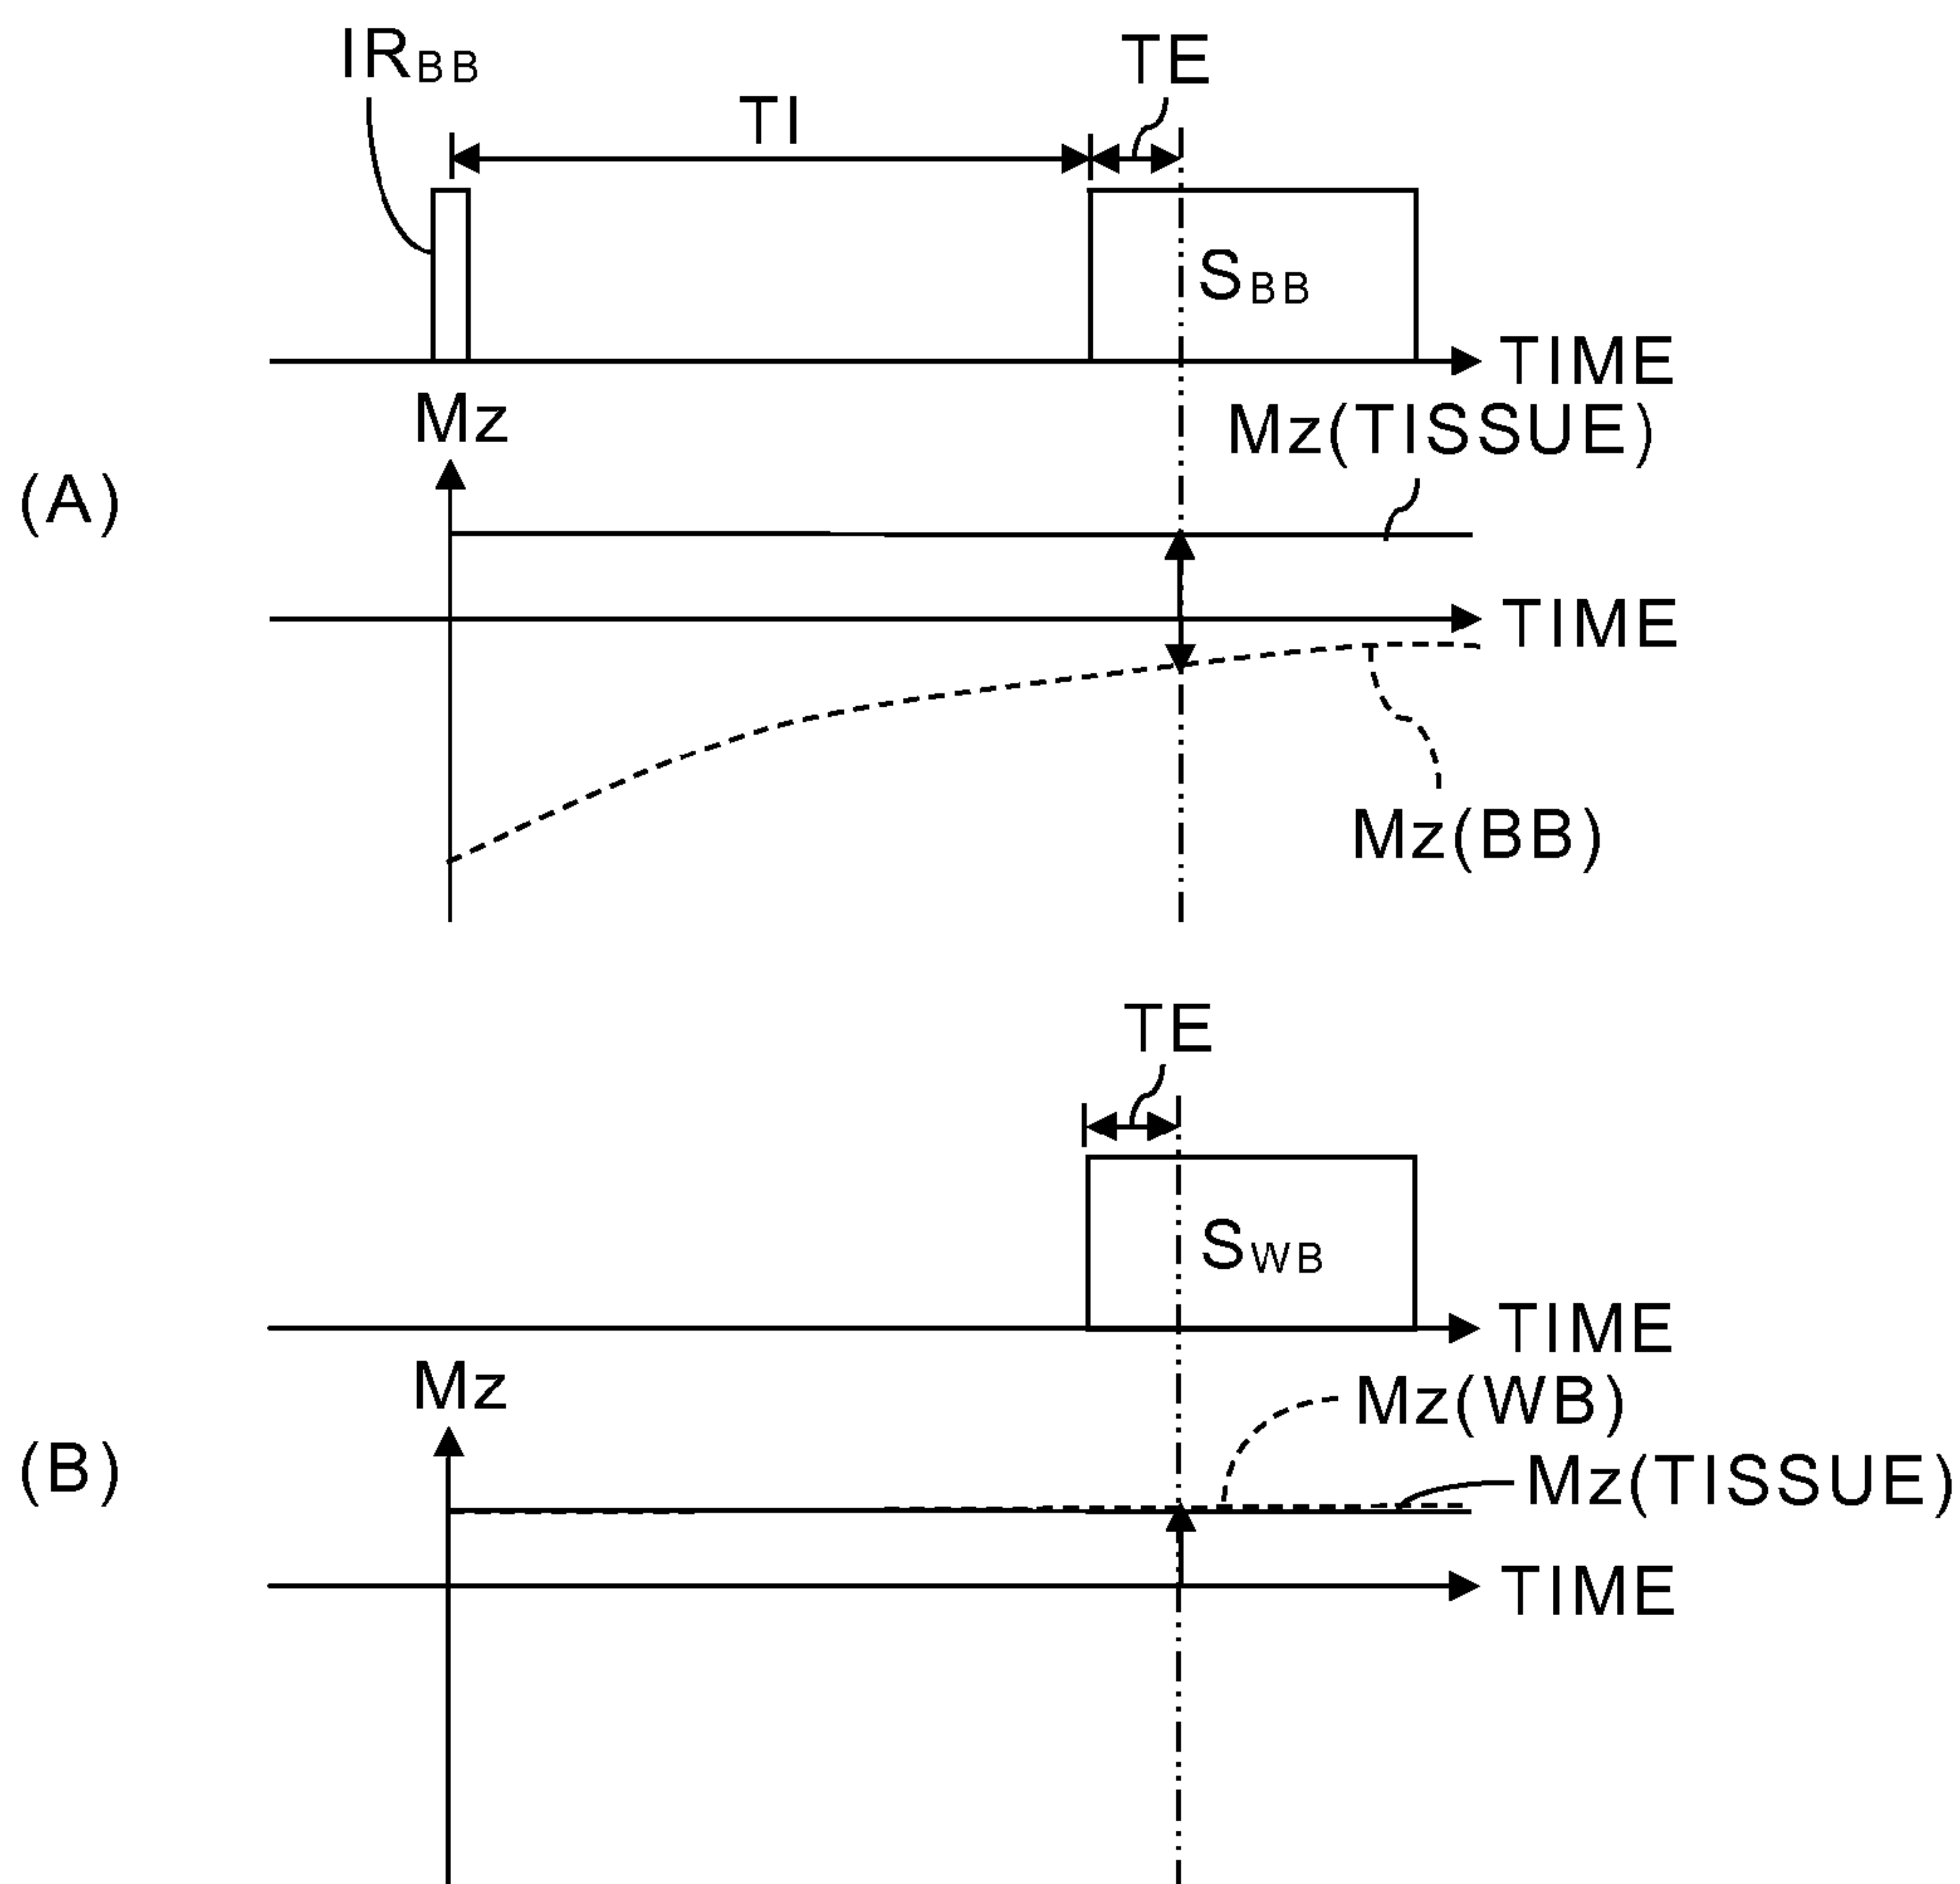 IRBB
TE
TI
SBB
TIME
Mz
Mz(TISSUE)
(A)
TIME
Mz(BB)
TE
SWB
TIME
Mz
Mz(WB)
(B)
Mz(TISSUE)
TIME